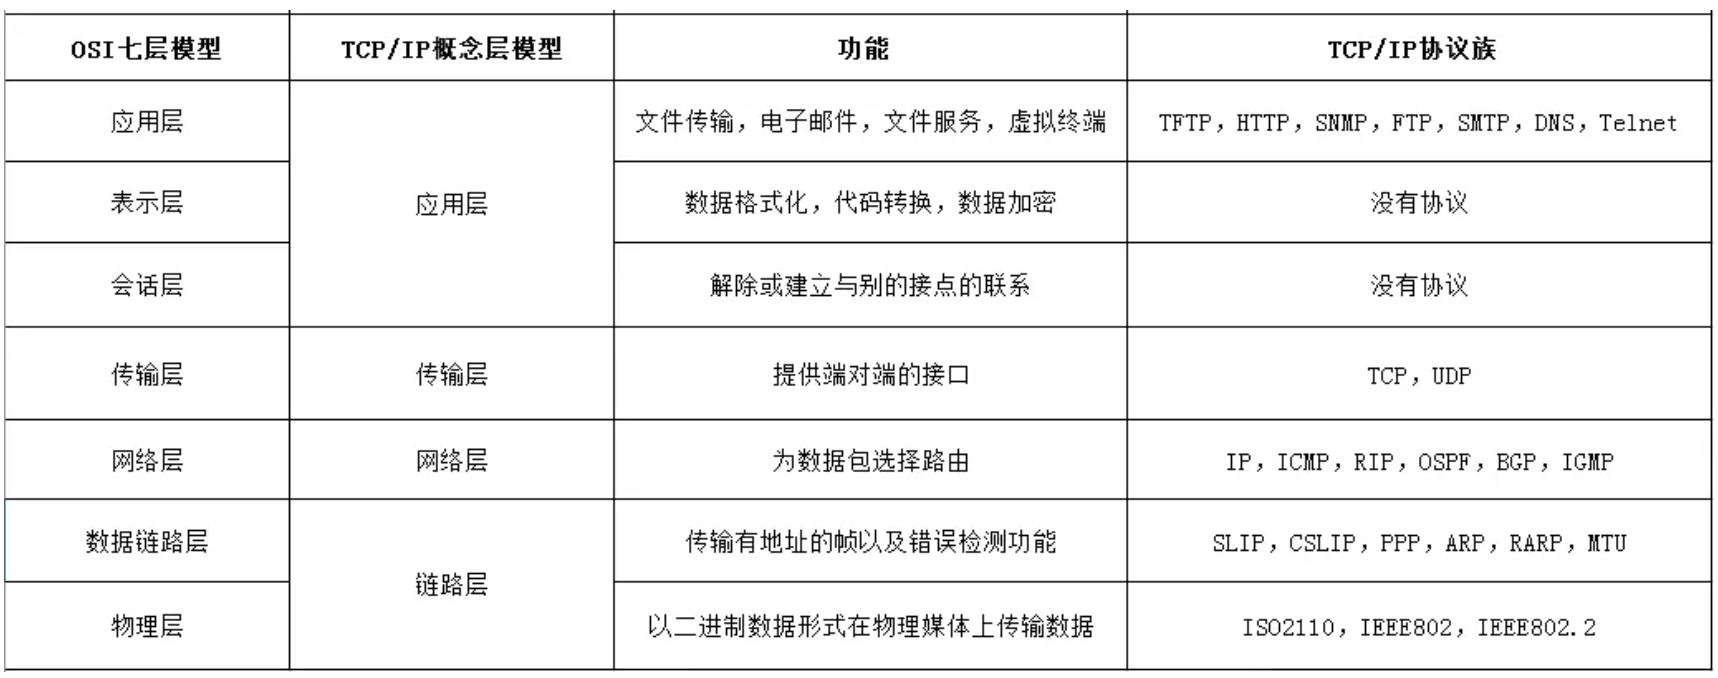 OSI七层模型 TCP/IP概念层模型 功能 TCP/IP协议族
应用层 文件传输，电子邮件，文件服务，虚拟终端 TFTP，HTTP，SNMP，FTP，SMTP，DNS，Telnet
表示层 应用层 数据格式化，代码转换，数据加密 没有协议
会话层 解除或建立与别的接点的联系 没有协议
传输层 传输层 提供端对端的接口 TCP，UDP
网络层 网络层 为数据包选择路由 IP，ICMP，RIP，OSPF，BGP，IGMP
数据链路层 传输有地址的帧以及错误检测功能 SLIP，CSLIP，PPP，ARP，RARP，MTU
链路层
物理层 以二进制数据形式在物理媒体上传输数据 ISO2110，IEEE802，IEEE802.2